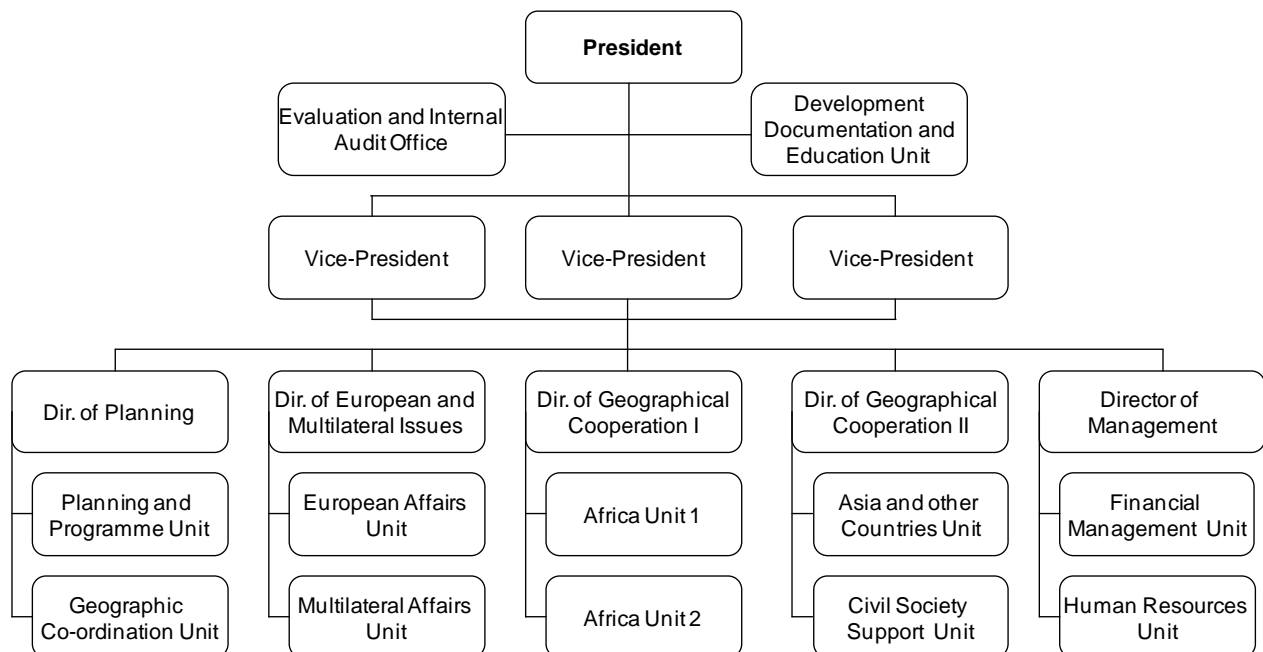 President
Evaluation and Internal
Audit Office
Development
Documentation and
Education Unit
Vice-President
Vice-President
Vice-President
Dir. of Planning
Dir. of European and
Multilateral Issues
Dir. of Geographical
Cooperation I
Dir. of Geographical
Cooperation II
Director of
Management
Planning and
Programme Unit
European Affairs
Unit
Africa Unit 1
Asia and other
Countries Unit
Financial
Management Unit
Geographic
Co-ordination Unit
Multilateral Affairs
Unit
Africa Unit 2
Civil Society
Support Unit
Human Resources
Unit